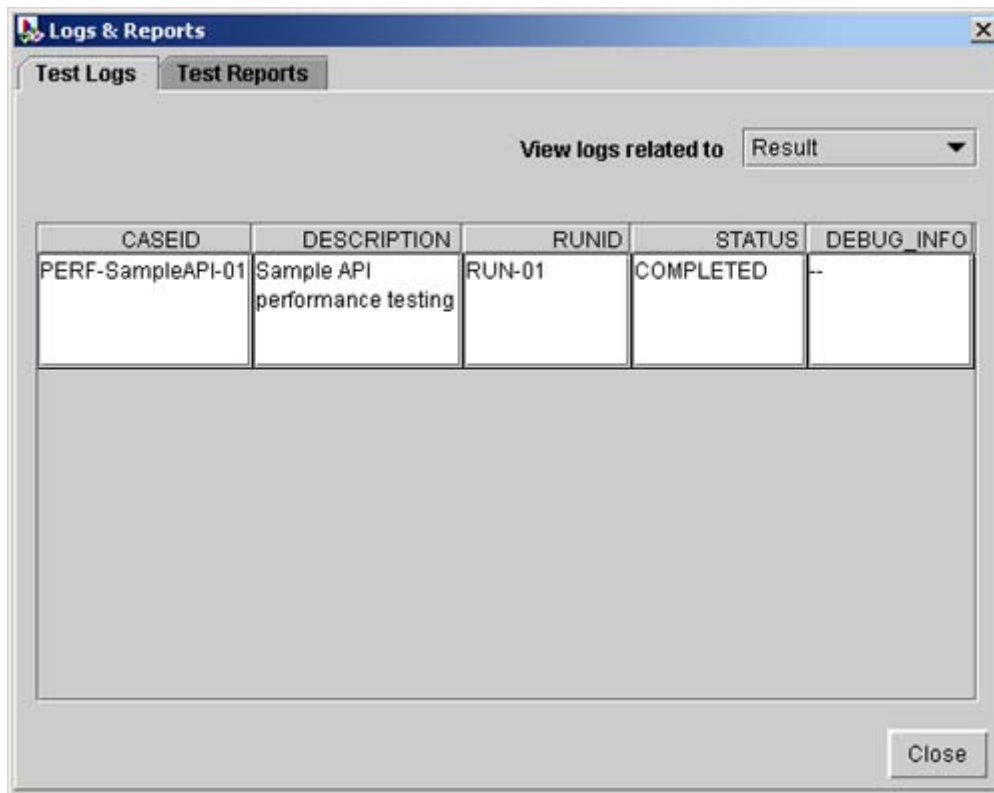 Logs & Reports
Test Logs Test Reports
View logs related to Result
CASEID DESCRIPTION RUNID STATUS DEBUG_INFO
PERF-SampleAPI-01 Sample API RUN-01 COMPLETED --
performance testing
Close